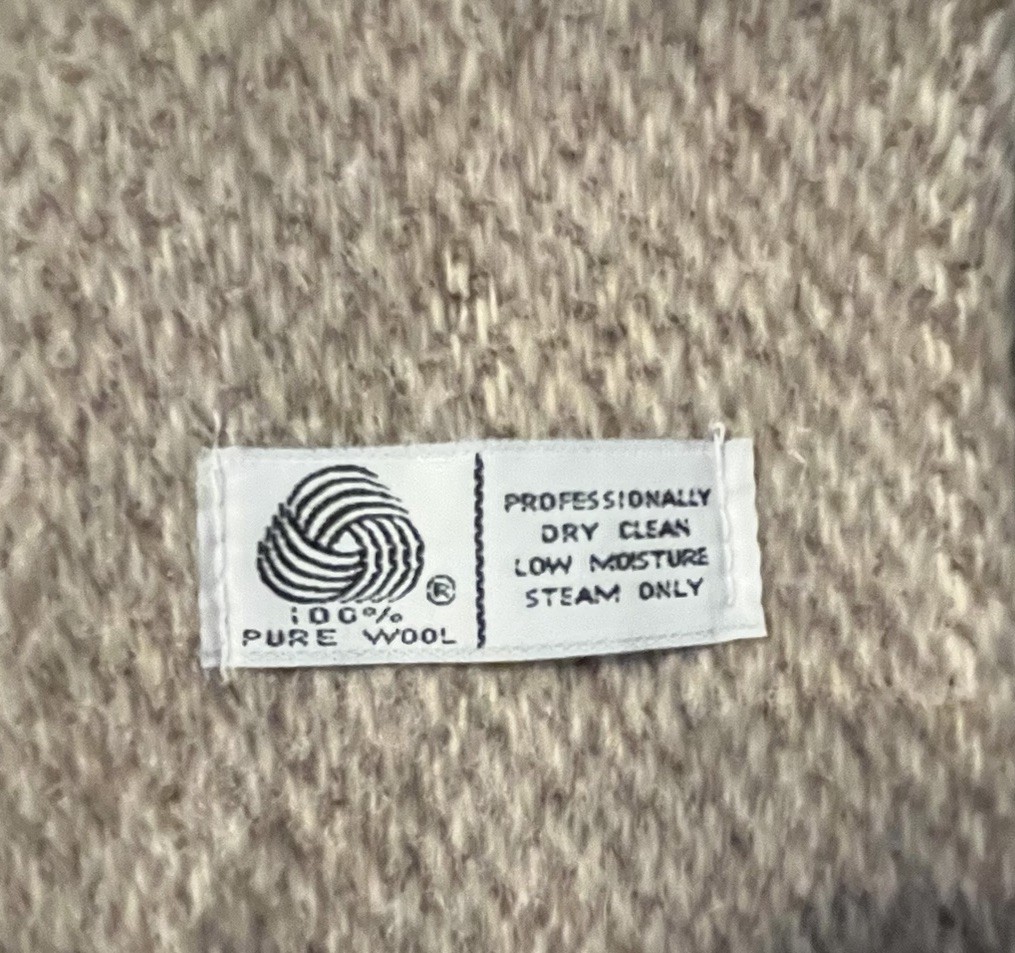 ®
100%
PURE WOOL
PROFESSIONALLY
DRY CLEAN
LOW MOISTURE
STEAM ONLY